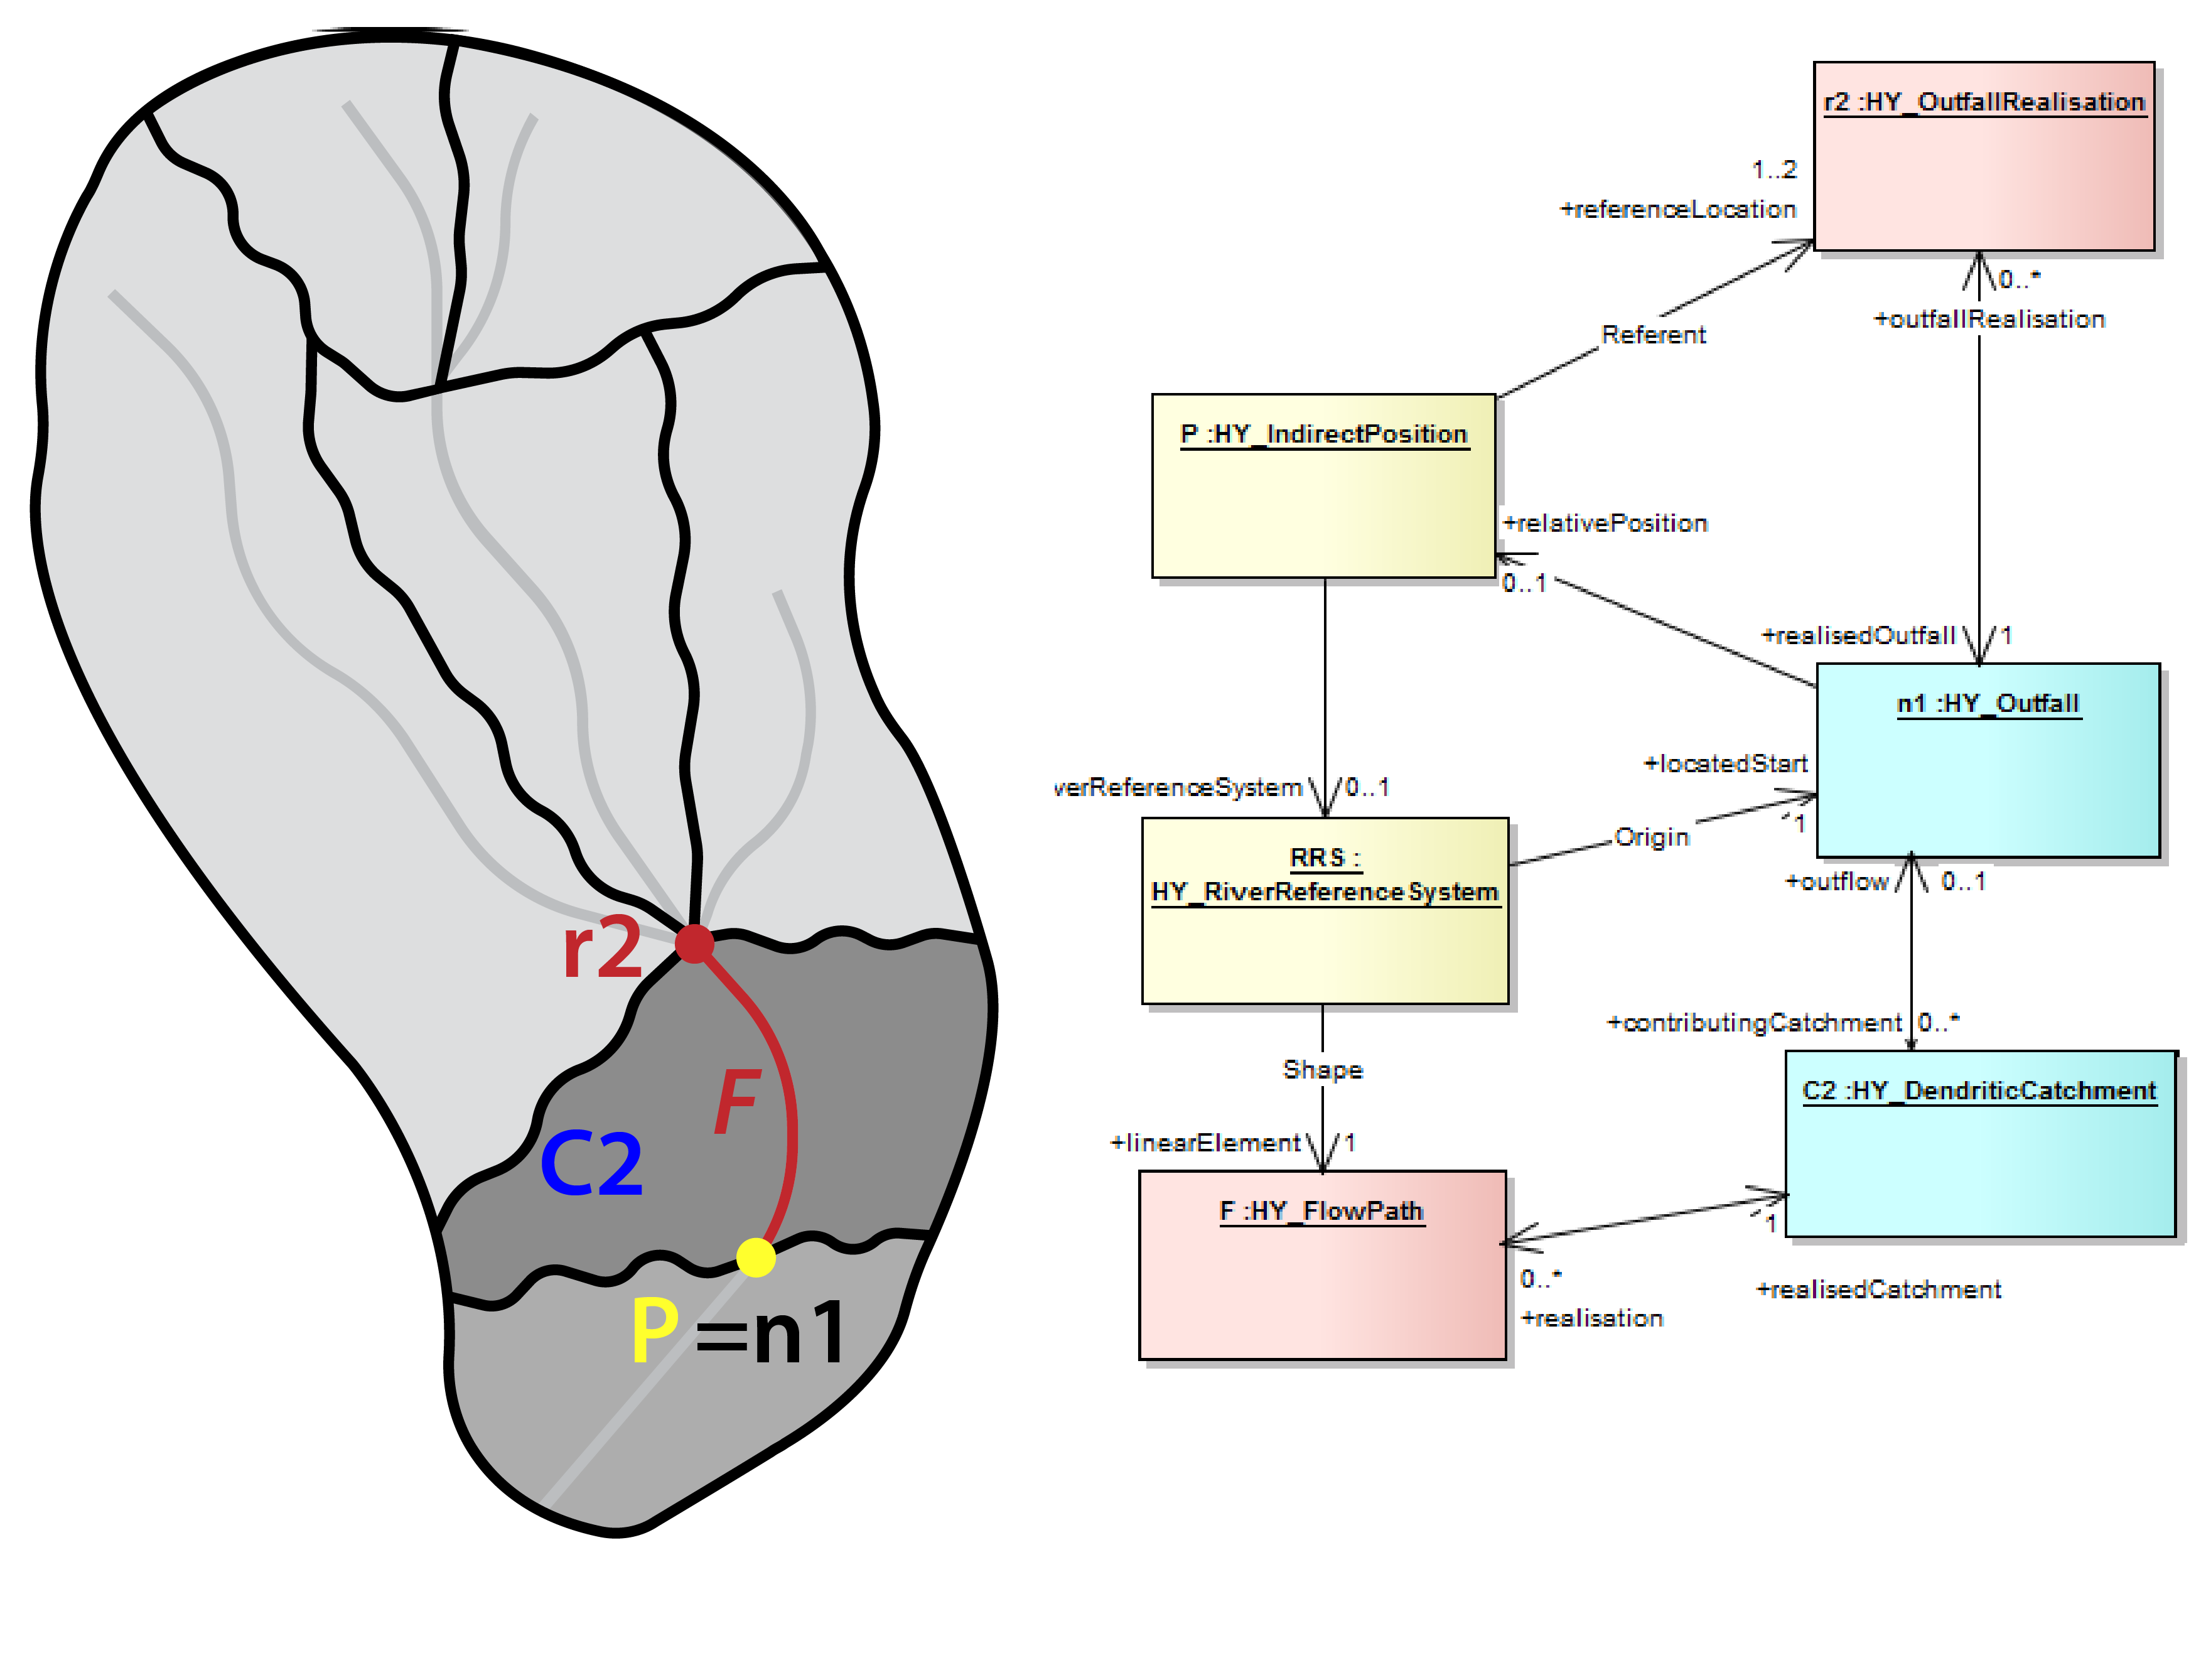 r2
F
C2
P=n1
r2 :HY_OutfallRealisation
1..2
+referenceLocation
0..*
+outfallRealisation
Referent
P :HY_IndirectPosition
+relativePosition
0..1
+realisedOutfall
1
n1 :HY_Outfall
+locatedStart
1
verReferenceSystem
0..1
RRS :
HY_RiverReferenceSystem
Origin
+outflow
0..1
+contributingCatchment
0..*
Shape
C2 :HY_DendriticCatchment
+linearElement
1
F :HY_FlowPath
1
0..*
+realisedCatchment
+realisation